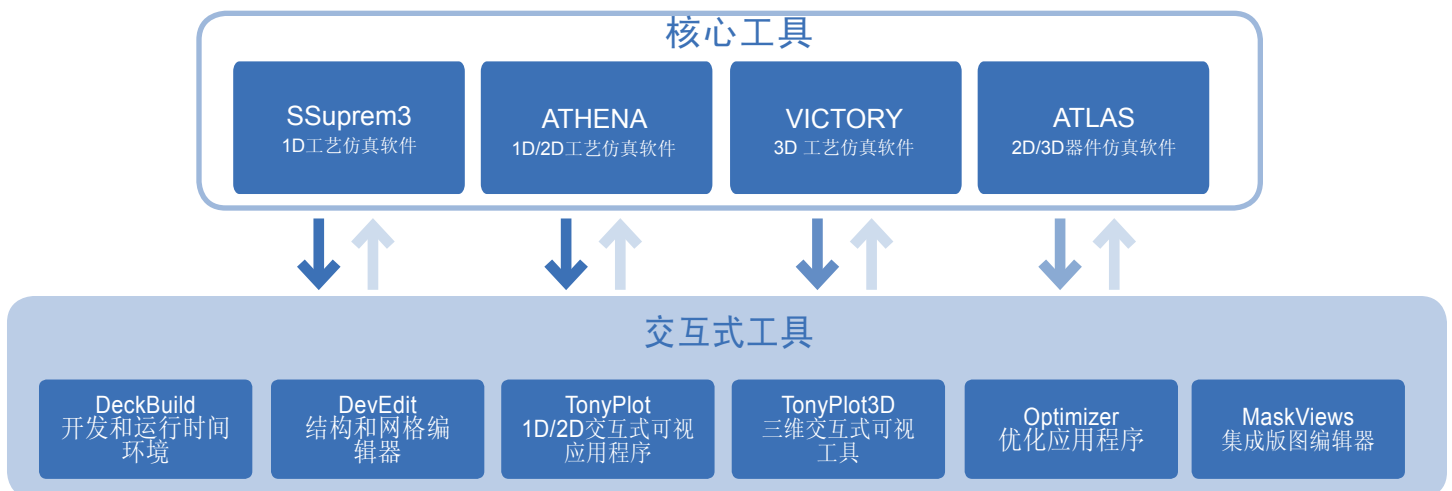 核心工具
SSuprem3
1D工艺仿真软件
ATHENA
1D/2D工艺仿真软件
VICTORY
3D 工艺仿真软件
ATLAS
2D/3D器件仿真软件
交互式工具
DeckBuild
开发和运行时间
环境
DevEdit
结构和网格编
辑器
TonyPlot
1D/2D交互式可视
应用程序
TonyPlot3D
三维交互式可视
工具
Optimizer
优化应用程序
MaskViews
集成版图编辑器